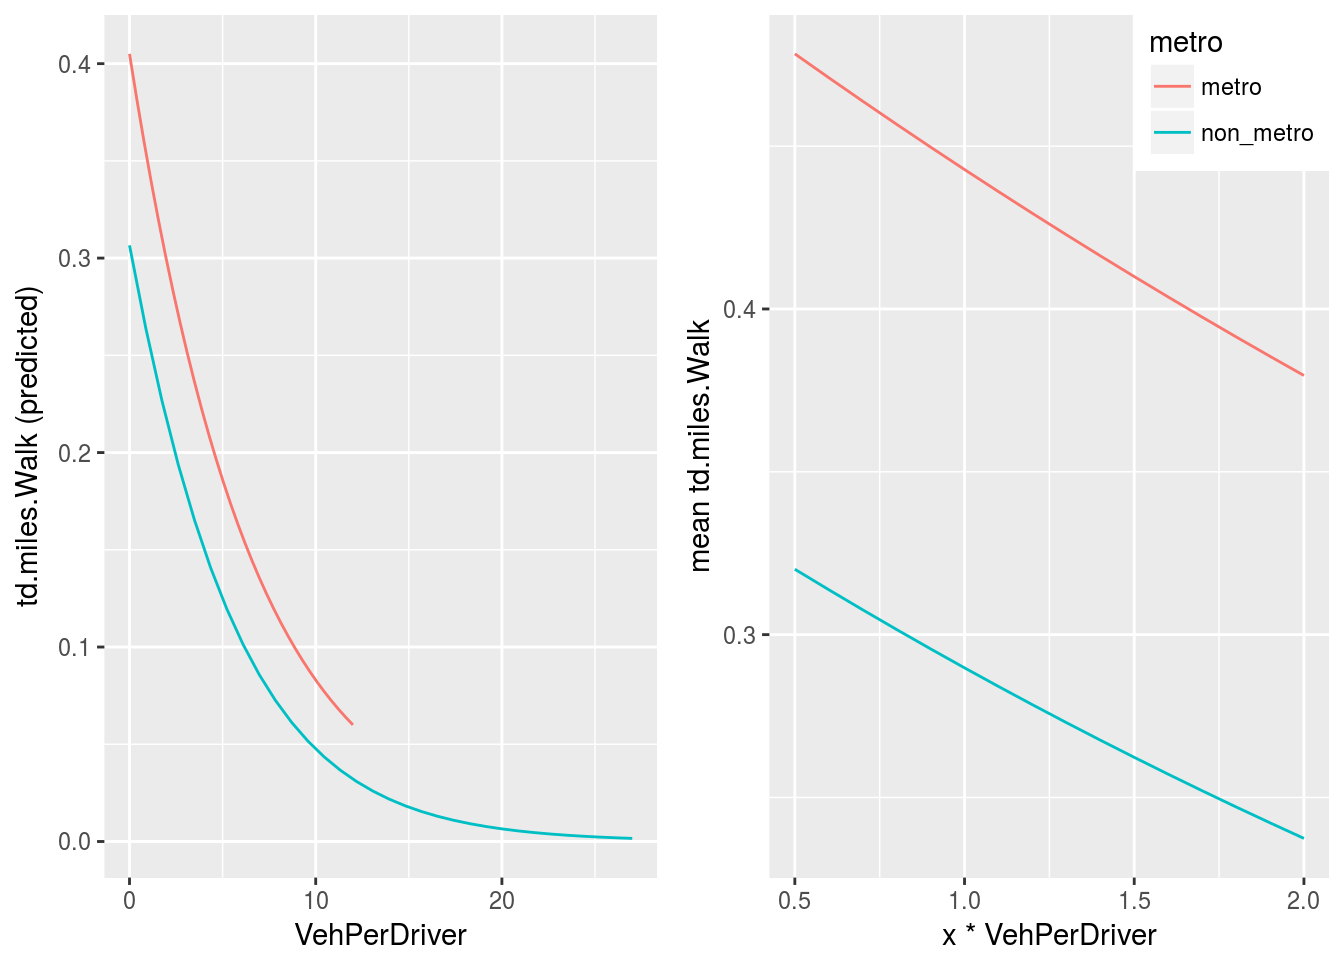 td.miles.Walk (predicted)
0.4
0.3
0.2
0.1
0.0
0
10
20
VehPerDriver
mean td.miles.Walk
0.4
0.3
0.5
1.0
1.5
2.0
x * VehPerDriver
metro
metro
non_metro